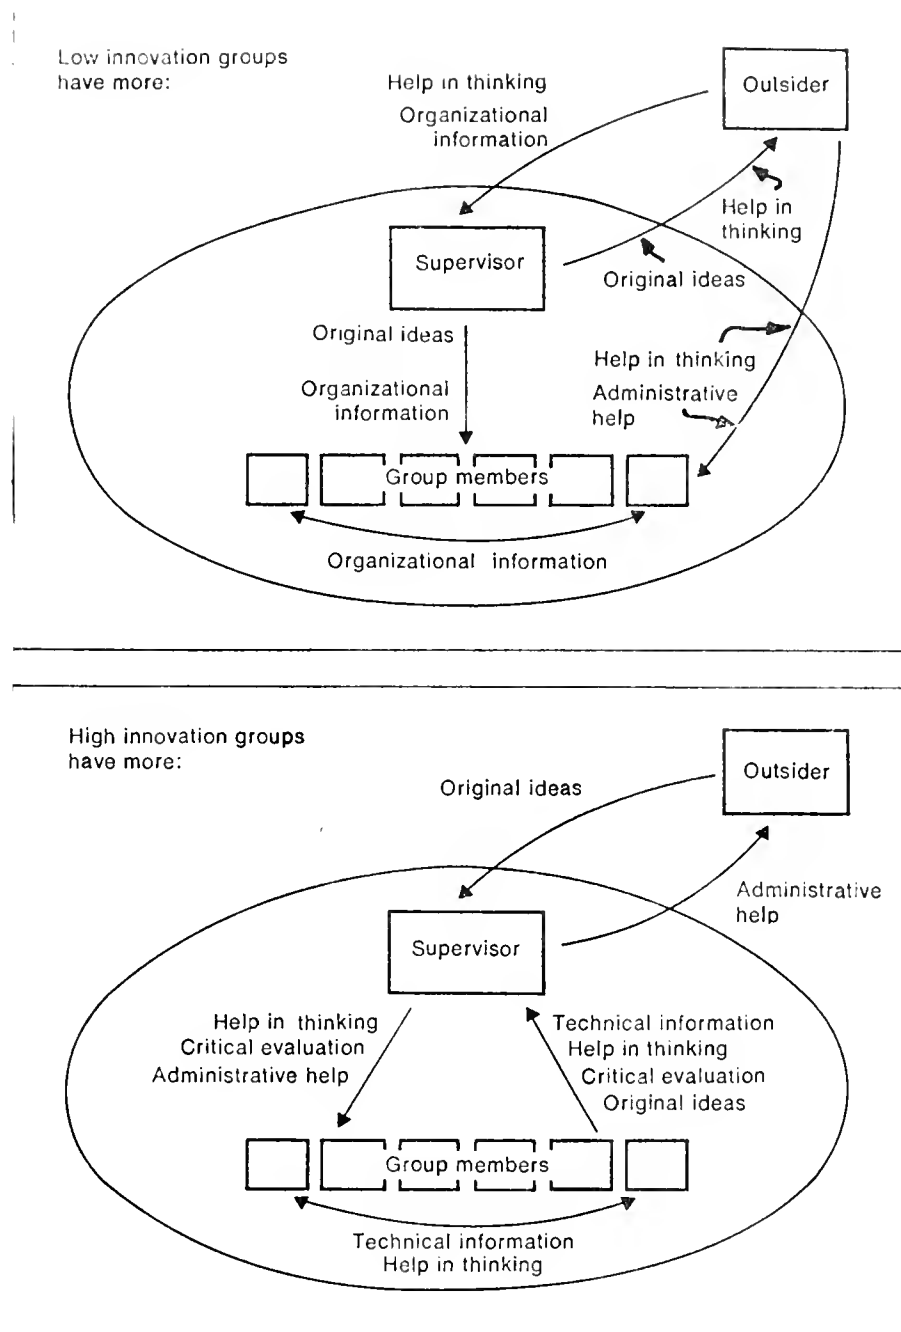 Low innovation groups
have more:
Outsider
Help in thinking
Organizational
information
Help in
thinking
Supervisor
Original ideas
Original ideas
Organizational
information
Help in thinking
Administrative
help
Group members
Organizational information
High innovation groups
have more:
Outsider
Original ideas
Administrative
help
Supervisor
Help in thinking
Critical evaluation
Administrative help
Technical information
Help in thinking
Critical evaluation
Original ideas
Group members
Technical information
Help in thinking